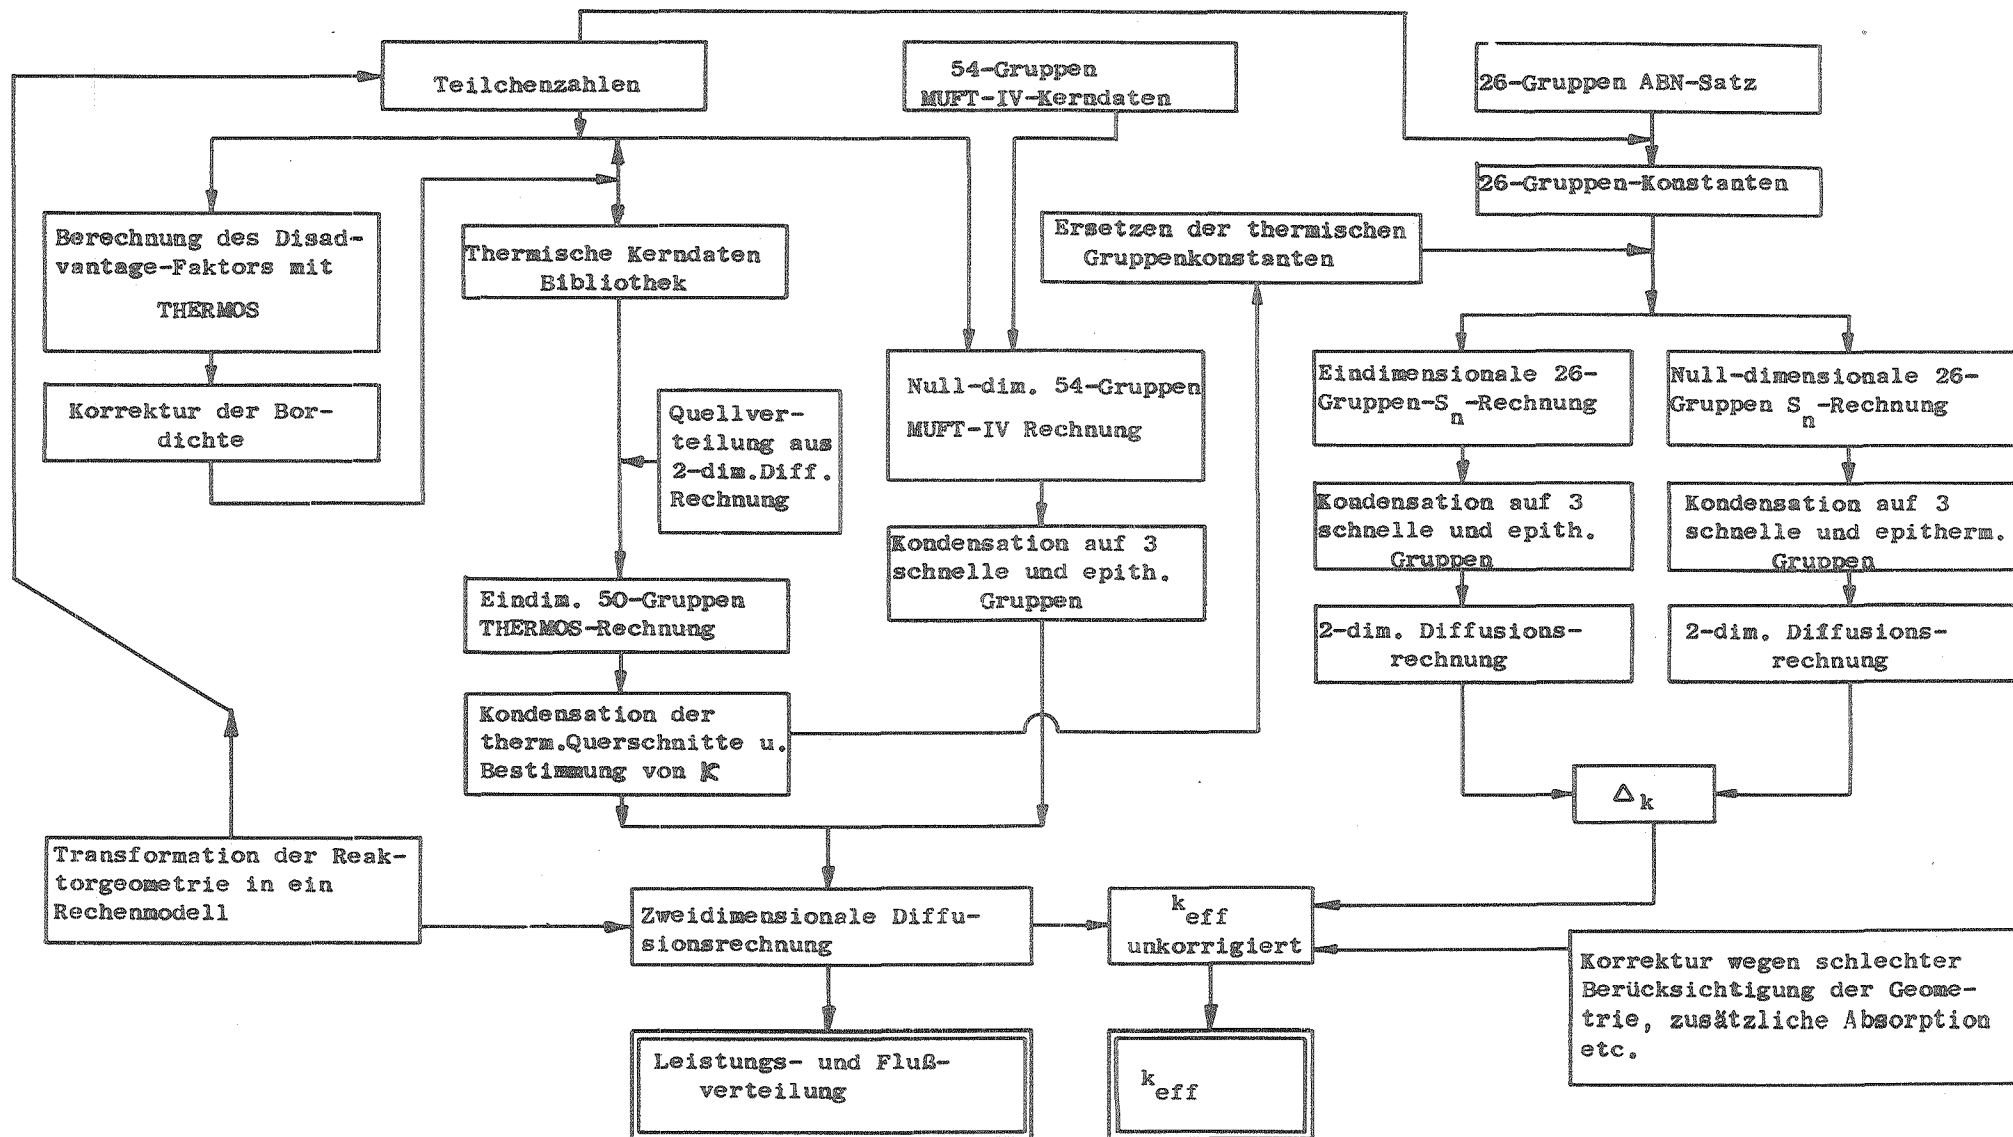 Teilchenzahlen
54-Gruppen
MUFT-IV-Kerndaten
26-Gruppen ABN-Satz
26-Gruppen-Konstanten
Berechnung des Disad-
vantage-Faktors mit
THERMOS
Thermische Kerndaten
Bibliothek
Ersetzen der thermischen
Gruppenkonstanten
Korrektur der Bor-
dichte
Quellver-
teilung aus
2-dim.Diff.
Rechnung
Null-dim. 54-Gruppen
MUFT-IV Rechnung
Eindimensionale 26-
Gruppen-Sn-Rechnung
Null-dimensionale 26-
Gruppen Sn-Rechnung
Kondensation auf 3
schnelle und epith.
Gruppen
Kondensation auf 3
schnelle und epith.
Gruppen
Kondensation auf 3
schnelle und epitherm.
Gruppen
Eindim. 50-Gruppen
THERMOS-Rechnung
2-dim. Diffusions-
rechnung
2-dim. Diffusions-
rechnung
Kondensation der
therm.Querschnitte u.
Bestimmung von K
Δk
Transformation der Reak-
torgeometrie in ein
Rechenmodell
Zweidimensionale Diffu-
sionsrechnung
keff
unkorrigiert
Korrektur wegen schlechter
Berücksichtigung der Geome-
trie, zusätzliche Absorption
etc.
Leistungs- und Fluß-
verteilung
keff